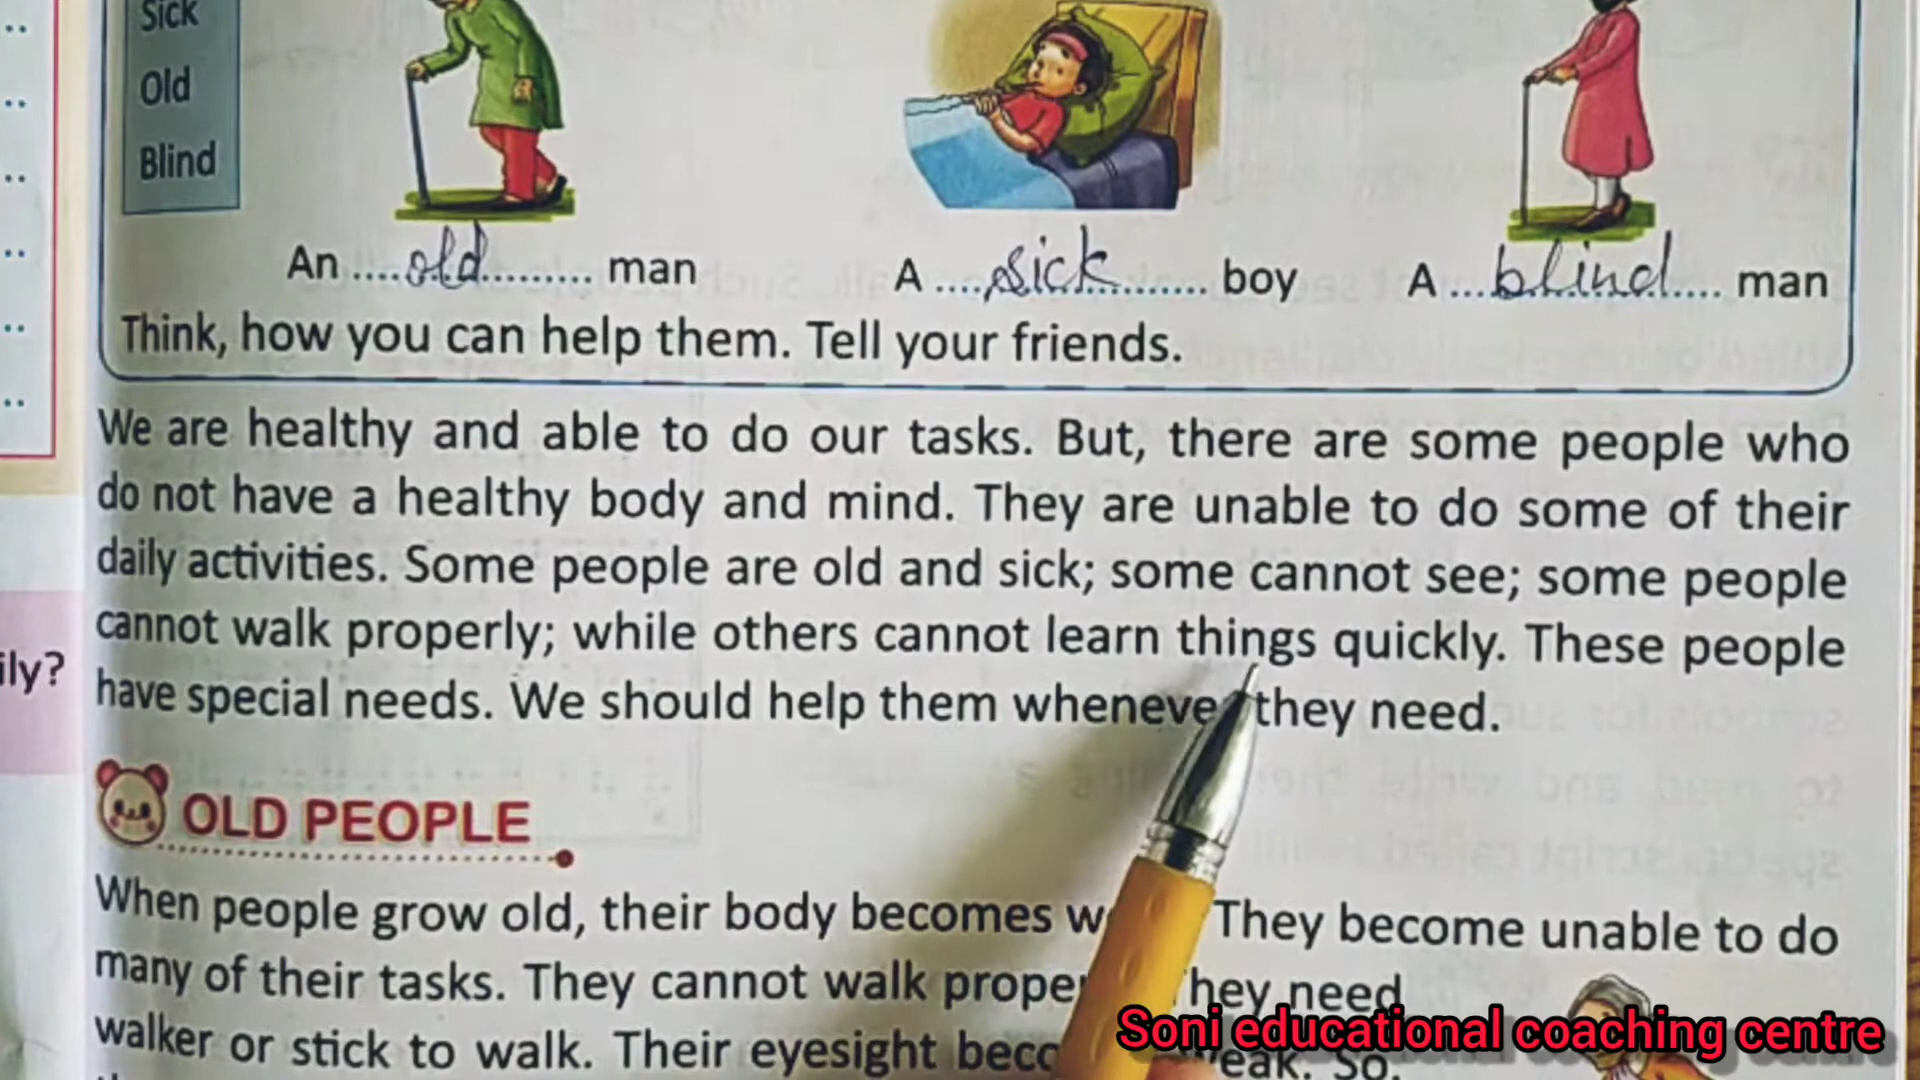 Sick
Old
Blind
An ....old.......... man
A ....sick.......... boy
A ....blind...... man
Think, how you can help them. Tell your friends.
We are healthy and able to do our tasks. But, there are some people who
do not have a healthy body and mind. They are unable to do some of their
daily activities. Some people are old and sick; some cannot see; some people
cannot walk properly; while others cannot learn things quickly. These people
ily?
have special needs. We should help them wheneve they need.
OLD PEOPLE
When people grow old, their body becomes w They become unable to do
many of their tasks. They cannot walk prope hey need
walker or stick to walk. Their eyesight beco eak. So,
Soni educational coaching centre